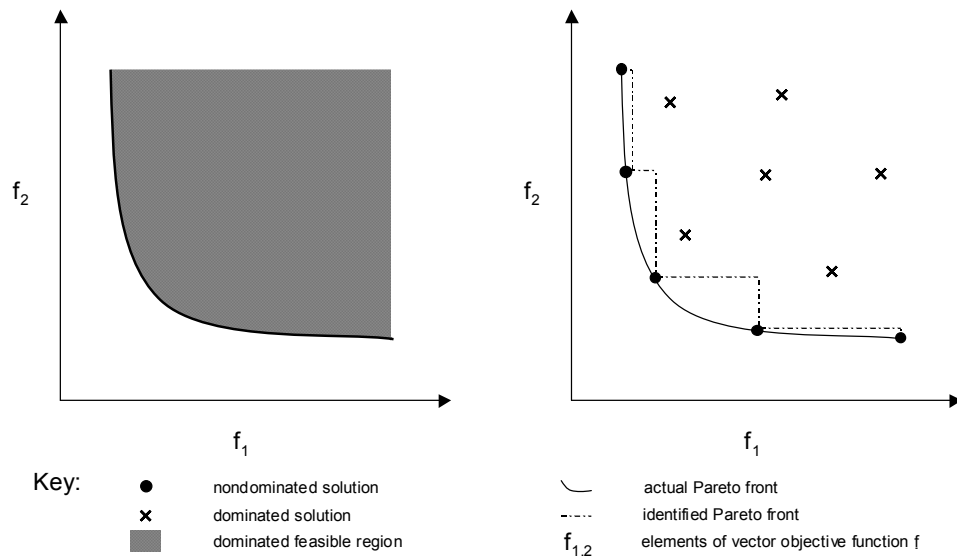 f2
f1
f2
f1
Key:
nondominated solution
dominated solution
dominated feasible region
actual Pareto front
identified Pareto front
f1,2 elements of vector objective function f